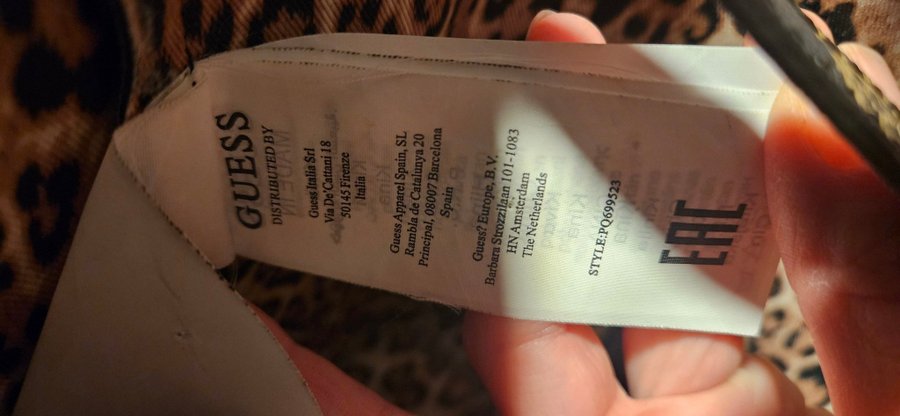 GUESS
DISTRIBUTED BY
Guess Italia Srl
Via De'Cattani 18
50145 Firenze
Italia
Guess Apparel Spain, SL
Rambla de Catalunya 20
Principal, 08007 Barcelona
Spain
Guess? Europe, B.V.
Barbara Strozzilaan 101-1083
HN Amsterdam
The Netherlands
STYLE:PQ699523
EAC